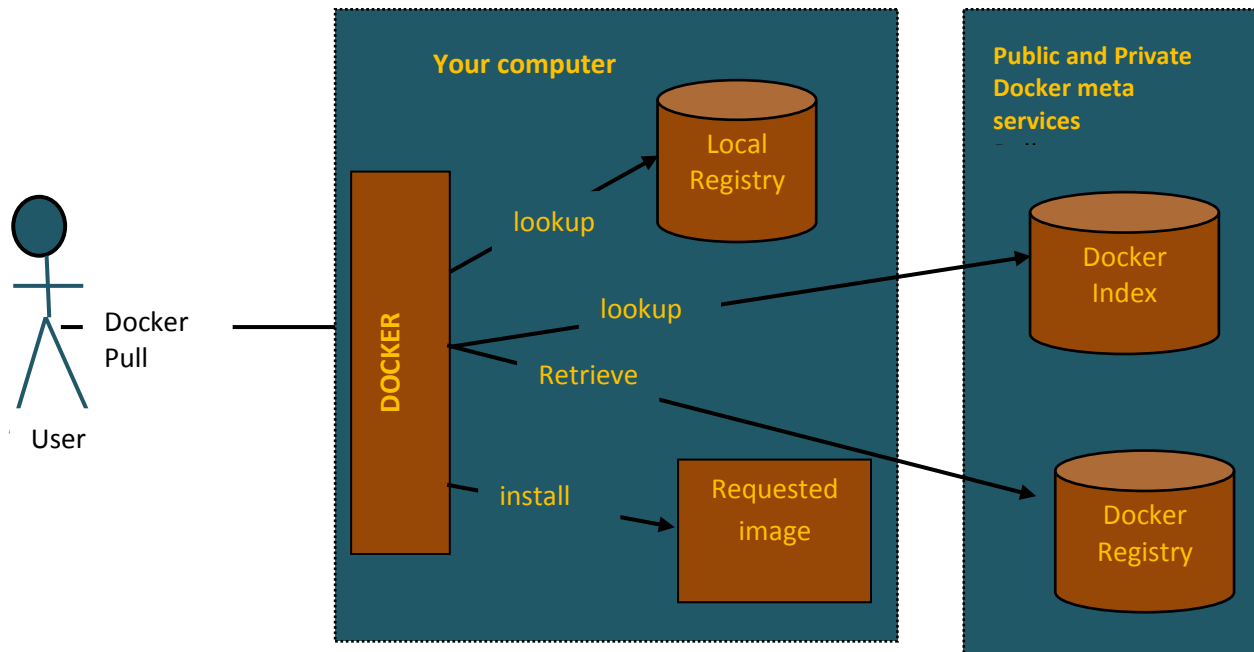 Your computer
Public and Private
Docker meta
services
Local
Registry
lookup
Docker
Index
lookup
Docker
Pull
DOCKER
Retrieve
User
install
Requested
image
Docker
Registry